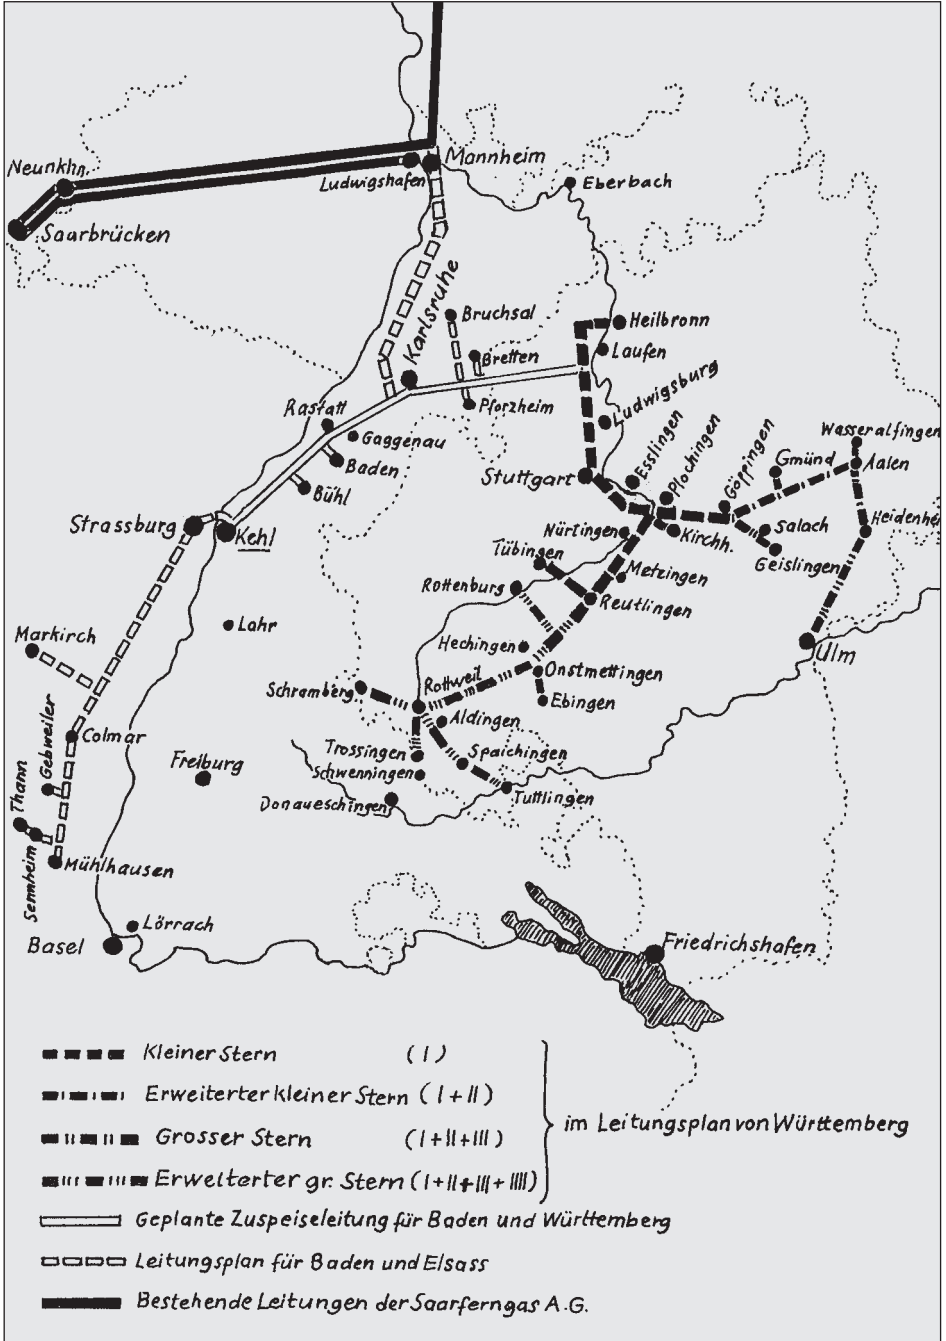 Neunkhn.
Mannheim
Ludwigshafen
Eberbach
Saarbrücken
Karlsruhe
Bruchsal
Heilbronn
Bretten
Laufen
Pforzheim
Ludwigsburg
Rastatt
Gaggenau
Baden
Bühl
Esslingen
Plochingen
Göppingen
Gmünd
Wasseralfingen
Aalen
Stuttgart
Strassburg
Kehl
Nürtingen
Kirchh.
Salach
Heidenhei
Geislingen
Tübingen
Metzingen
Rottenburg
Reutlingen
Lahr
Markirch
Hechingen
Ulm
Onstmettingen
Schramberg
Rottweil
Ebingen
Aldingen
Gebweiler
Colmar
Trossingen
Spaichingen
Freiburg
Schwenningen
Thann
Tuttlingen
Donaueschingen
Sennheim
Mühlhausen
Lörrach
Basel
Friedrichshafen
Kleiner Stern (I)
Erweiterter kleiner Stern (I+II)
im Leitungsplan von Württemberg
Grosser Stern (I+II+III)
Erweiterter gr. Stern (I+II+III+IIII)
Geplante Zuspeiseleitung für Baden und Württemberg
Leitungsplan für Baden und Elsass
Bestehende Leitungen der Saarferngas A.G.